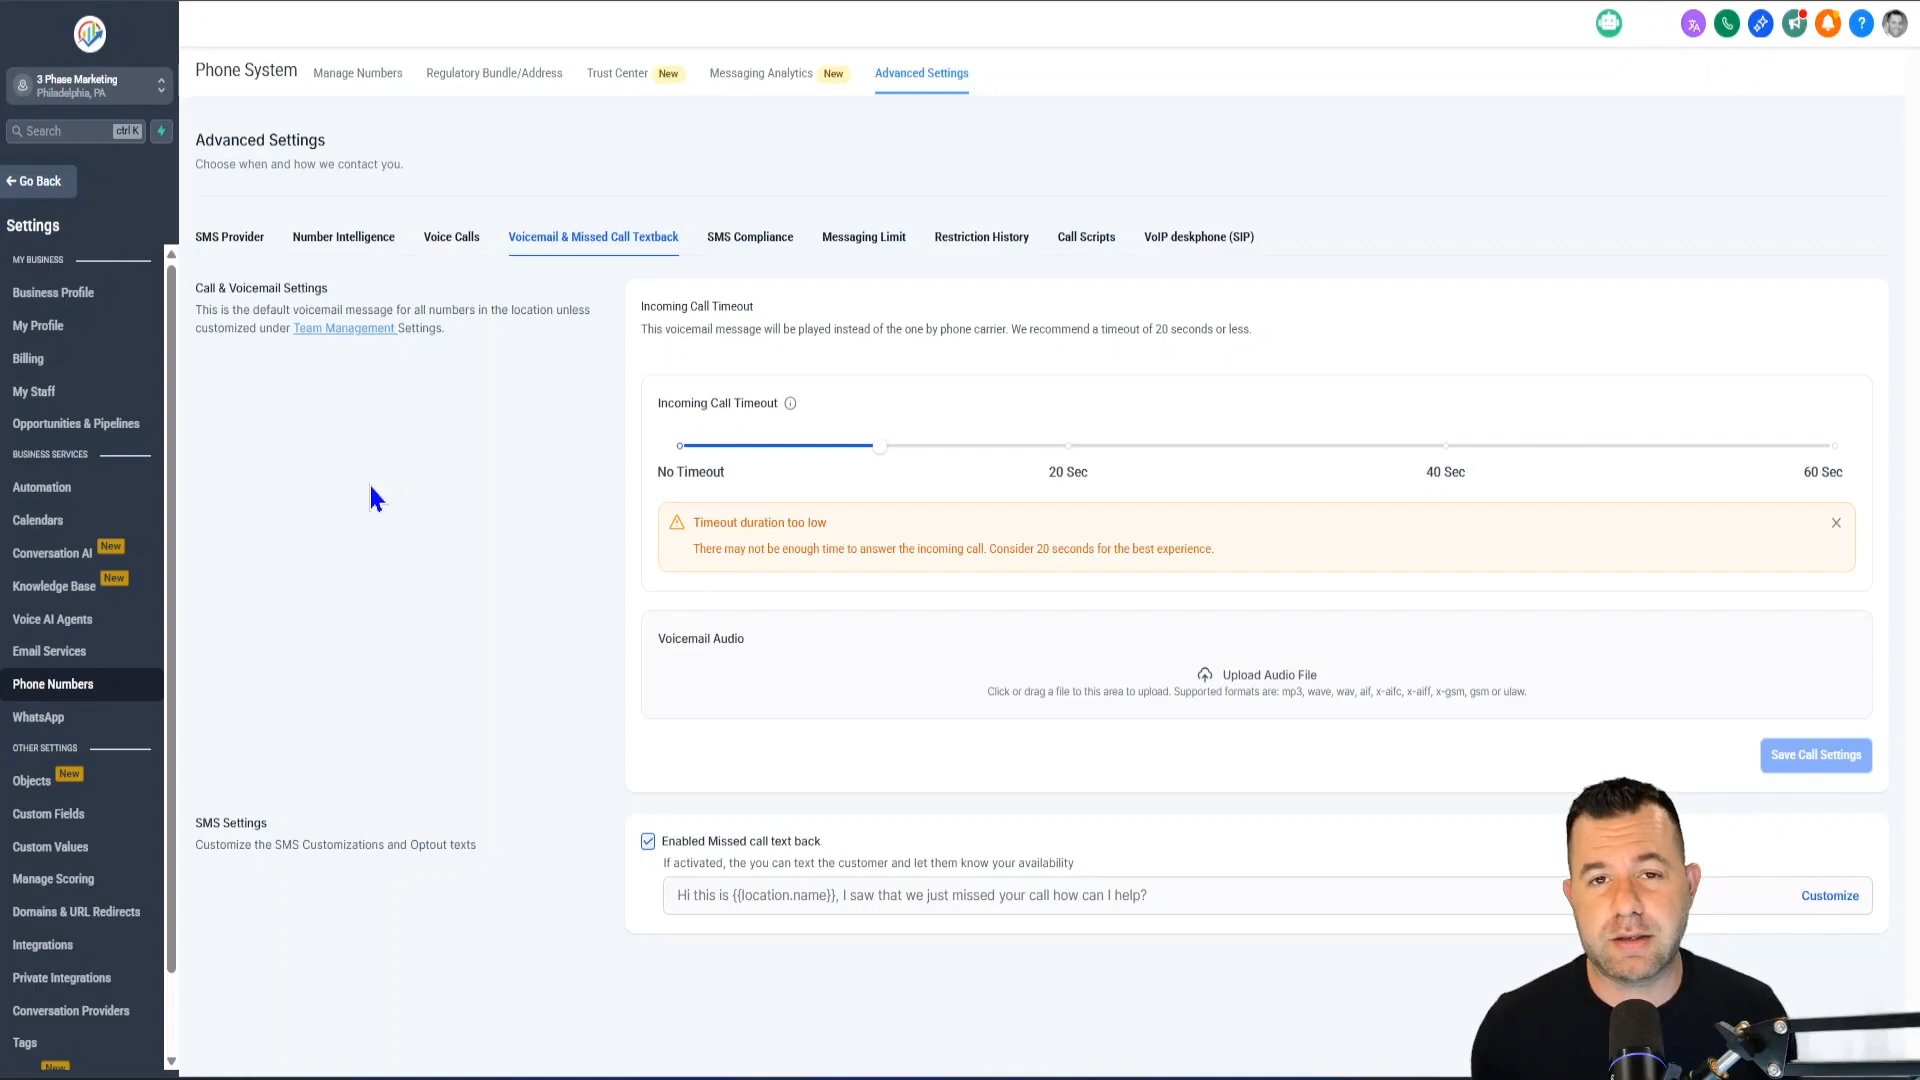 3 Phase Marketing
Philadelphia, PA
Search
ctrl K
Go Back
Settings
MY BUSINESS
Business Profile
My Profile
Billing
My Staff
Opportunities & Pipelines
BUSINESS SERVICES
Automation
Calendars
Conversation AI New
Knowledge Base New
Voice AI Agents
Email Services
Phone Numbers
WhatsApp
OTHER SETTINGS
Objects New
Custom Fields
Custom Values
Manage Scoring
Domains & URL Redirects
Integrations
Private Integrations
Conversation Providers
Tags
New
Phone System Manage Numbers Regulatory Bundle/Address Trust Center New Messaging Analytics New Advanced Settings
Advanced Settings
Choose when and how we contact you.
SMS Provider Number Intelligence Voice Calls Voicemail & Missed Call Textback SMS Compliance Messaging Limit Restriction History Call Scripts VoIP deskphone (SIP)
Call & Voicemail Settings
This is the default voicemail message for all numbers in the location unless
customized under Team Management Settings.
Incoming Call Timeout
This voicemail message will be played instead of the one by phone carrier. We recommend a timeout of 20 seconds or less.
Incoming Call Timeout
No Timeout 20 Sec 40 Sec 60 Sec
Timeout duration too low
There may not be enough time to answer the incoming call. Consider 20 seconds for the best experience.
Voicemail Audio
Upload Audio File
Click or drag a file to this area to upload. Supported formats are: mp3, wave, wav, aif, x-aifc, x-aiff, x-gsm, gsm or ulaw.
Save Call Settings
SMS Settings
Customize the SMS Customizations and Optout texts
Enabled Missed call text back
If activated, the you can text the customer and let them know your availability
Hi this is {{location.name}}, I saw that we just missed your call how can I help?
Customize